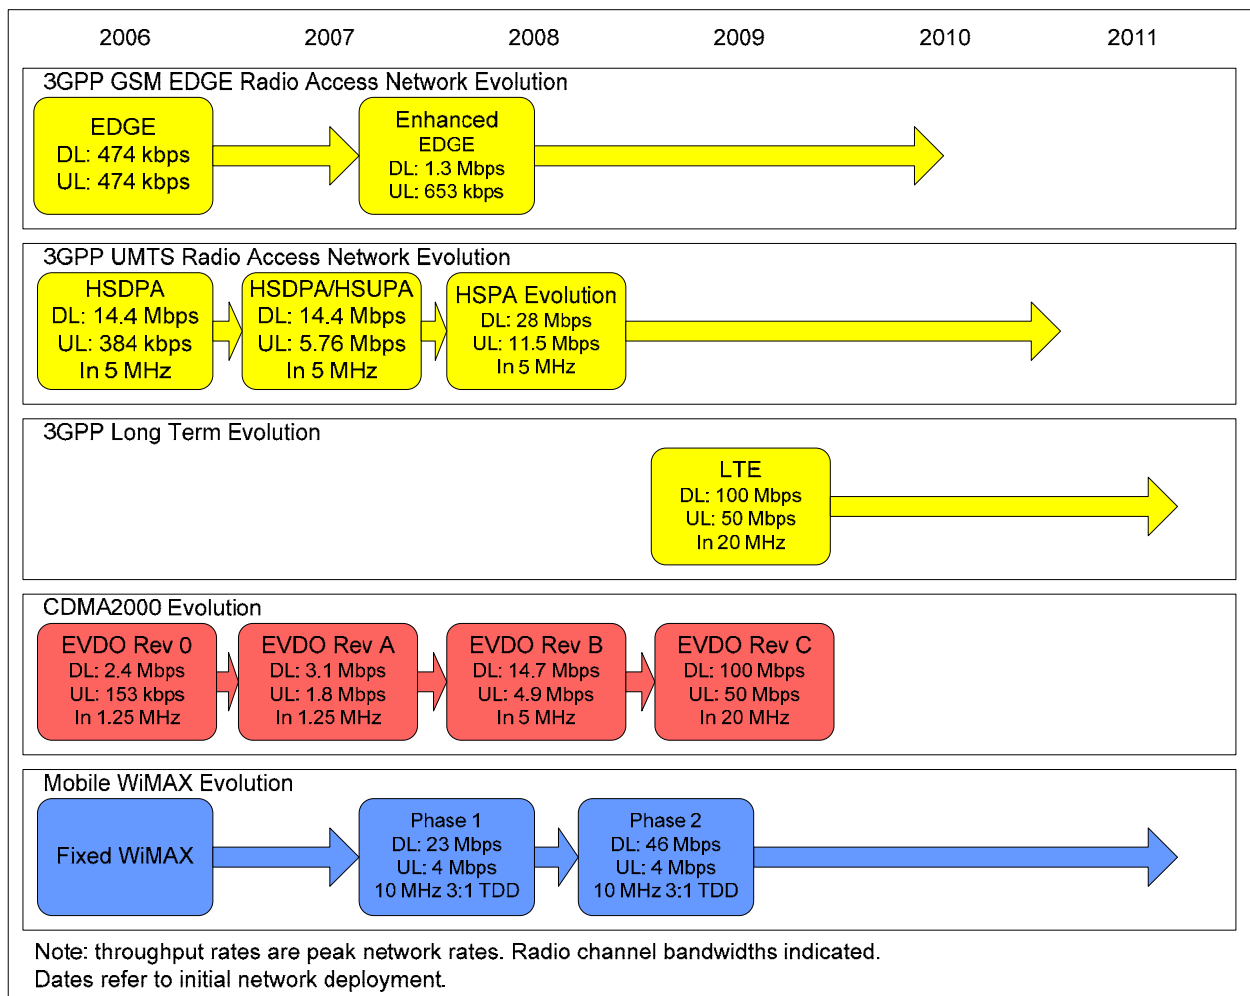 2006 2007 2008 2009 2010 2011
3GPP GSM EDGE Radio Access Network Evolution
EDGE
DL: 474 kbps
UL: 474 kbps
Enhanced
EDGE
DL: 1.3 Mbps
UL: 653 kbps
3GPP UMTS Radio Access Network Evolution
HSDPA
DL: 14.4 Mbps
UL: 384 kbps
In 5 MHz
HSDPA/HSUPA
DL: 14.4 Mbps
UL: 5.76 Mbps
In 5 MHz
HSPA Evolution
DL: 28 Mbps
UL: 11.5 Mbps
In 5 MHz
3GPP Long Term Evolution
LTE
DL: 100 Mbps
UL: 50 Mbps
In 20 MHz
CDMA2000 Evolution
EVDO Rev 0
DL: 2.4 Mbps
UL: 153 kbps
In 1.25 MHz
EVDO Rev A
DL: 3.1 Mbps
UL: 1.8 Mbps
In 1.25 MHz
EVDO Rev B
DL: 14.7 Mbps
UL: 4.9 Mbps
In 5 MHz
EVDO Rev C
DL: 100 Mbps
UL: 50 Mbps
In 20 MHz
Mobile WiMAX Evolution
Fixed WiMAX
Phase 1
DL: 23 Mbps
UL: 4 Mbps
10 MHz 3:1 TDD
Phase 2
DL: 46 Mbps
UL: 4 Mbps
10 MHz 3:1 TDD
Note: throughput rates are peak network rates. Radio channel bandwidths indicated.
Dates refer to initial network deployment.